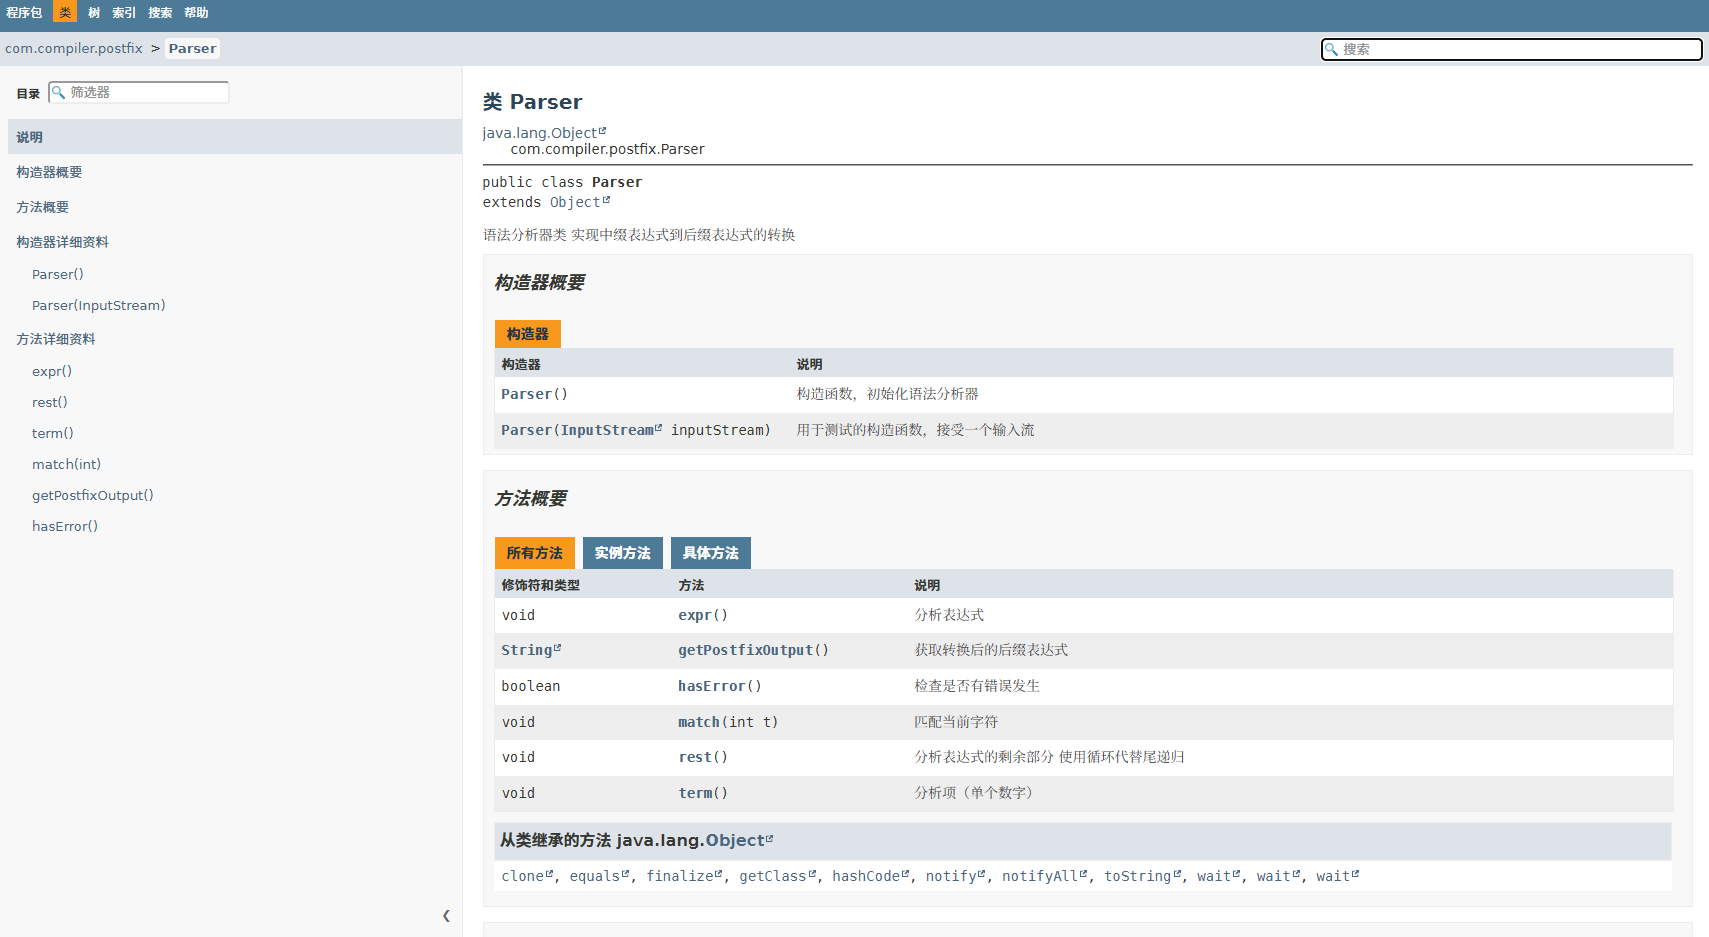 程序包 类 树 索引 搜索 帮助
com.compiler.postfix > Parser
搜索
目录 筛选器
说明
构造器概要
方法概要
构造器详细资料
Parser()
Parser(InputStream)
方法详细资料
expr()
rest()
term()
match(int)
getPostfixOutput()
hasError()
类 Parser
java.lang.Object
com.compiler.postfix.Parser
public class Parser
extends Object
语法分析器类 实现中缀表达式到后缀表达式的转换
构造器概要
构造器
构造器 说明
Parser() 构造函数，初始化语法分析器
Parser(InputStream inputStream) 用于测试的构造函数，接受一个输入流
方法概要
所有方法 实例方法 具体方法
修饰符和类型 方法 说明
void expr() 分析表达式
String getPostfixOutput() 获取转换后的后缀表达式
boolean hasError() 检查是否有错误发生
void match(int t) 匹配当前字符
void rest() 分析表达式的剩余部分 使用循环代替尾递归
void term() 分析项（单个数字）
从类继承的方法 java.lang.Object
clone, equals, finalize, getClass, hashCode, notify, notifyAll, toString, wait, wait, wait